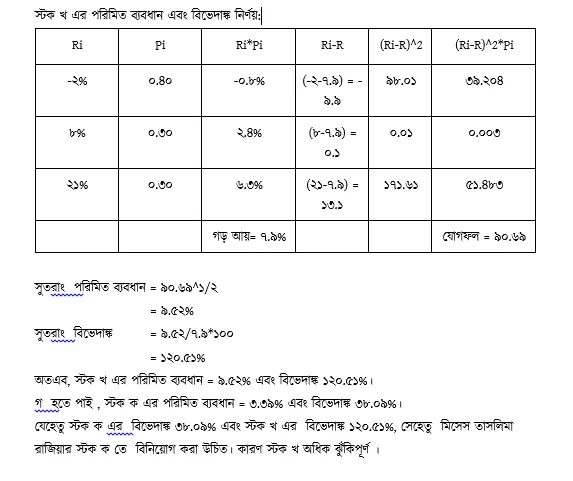 স্টক খ এর পরিমিত ব্যবধান এবং বিভেদাঙ্ক নির্ণয়:
Ri Pi Ri*Pi Ri-R (Ri-R)^2 (Ri-R)^2*Pi
-২% ০.৪০ -০.৮% (-২-৭.৯) = - ৯৮.০১ ৩৯.২০৪
৯.৯
৮% ০.৩০ ২.৪% (৮-৭.৯) = ০.০১ ০.০০৩
০.১
২১% ০.৩০ ৬.৩% (২১-৭.৯) = ১৭১.৬১ ৫১.৪৮৩
১৩.১
গড় আয়= ৭.৯% যোগফল = ৯০.৬৯
সুতরাং পরিমিত ব্যবধান = ৯০.৬৯^১/২
= ৯.৫২%
সুতরাং বিভেদাঙ্ক = ৯.৫২/৭.৯*১০০
= ১২০.৫১%
অতএব, স্টক খ এর পরিমিত ব্যবধান = ৯.৫২% এবং বিভেদাঙ্ক ১২০.৫১%।
গ হতে পাই , স্টক ক এর পরিমিত ব্যবধান = ৩.৩৯% এবং বিভেদাঙ্ক ৩৮.০৯%।
যেহেতু স্টক ক এর বিভেদাঙ্ক ৩৮.০৯% এবং স্টক খ এর বিভেদাঙ্ক ১২০.৫১%, সেহেতু মিসেস তাসলিমা
রাজিয়ার স্টক ক তে বিনিয়োগ করা উচিত। কারণ স্টক খ অধিক ঝুঁকিপূর্ণ ।